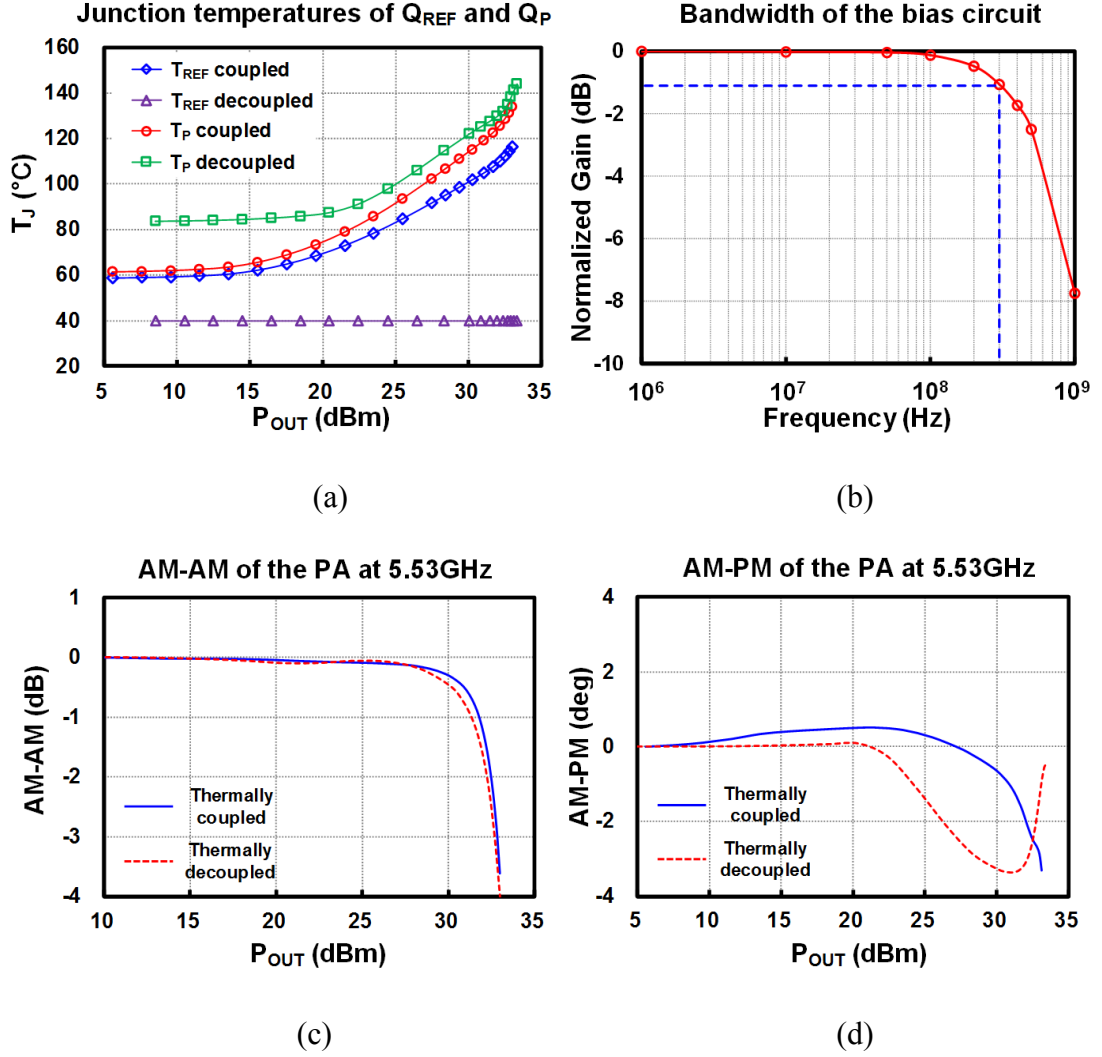 Junction temperatures of QREF and QP
160
140
120
100
80
60
40
20
TJ (°C)
TREF coupled
TREF decoupled
TP coupled
TP decoupled
5 10 15 20 25 30 35
POUT (dBm)
(a)
Bandwidth of the bias circuit
0
-2
-4
-6
-8
-10
Normalized Gain (dB)
10^6 10^7 10^8 10^9
Frequency (Hz)
(b)
AM-AM of the PA at 5.53GHz
1
0
-1
-2
-3
-4
AM-AM (dB)
Thermally
coupled
Thermally
decoupled
10 15 20 25 30 35
POUT (dBm)
(c)
AM-PM of the PA at 5.53GHz
4
2
0
-2
-4
AM-PM (deg)
Thermally
coupled
Thermally
decoupled
5 10 15 20 25 30 35
POUT (dBm)
(d)